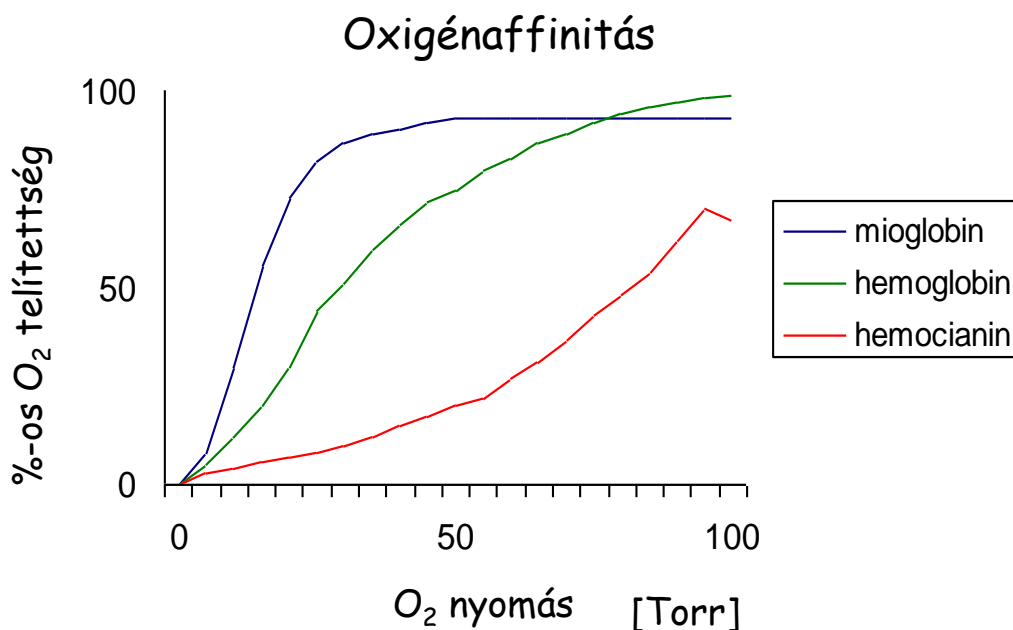 Oxigénaffinitás
%-os O₂ telítettség
100
50
0
0 50 100
O₂ nyomás [Torr]
mioglobin
hemoglobin
hemocianin